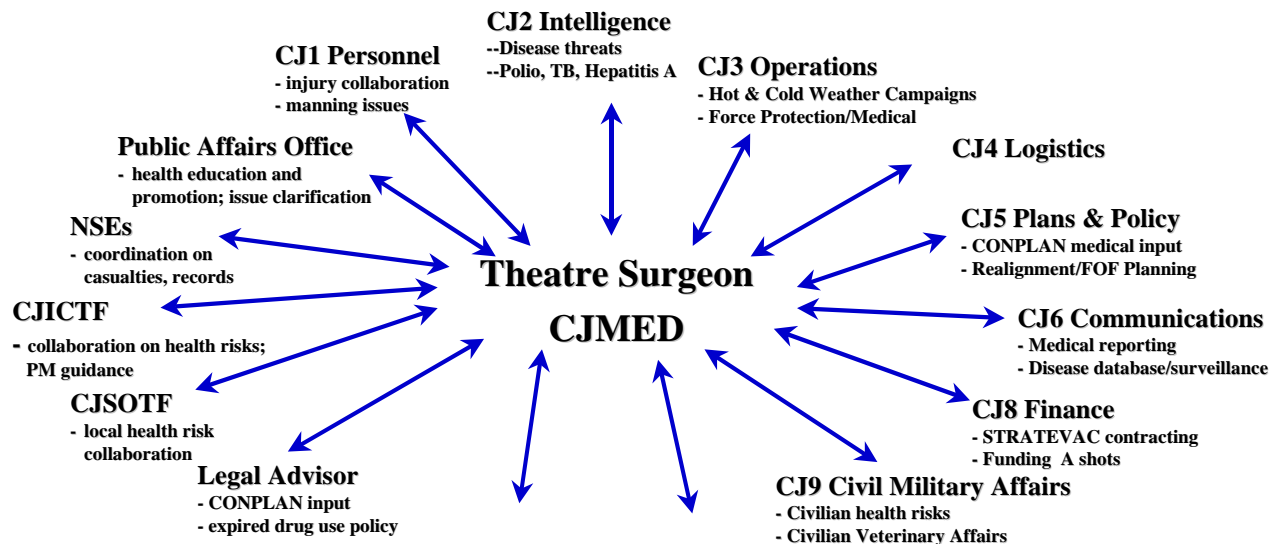 CJ2 Intelligence
--Disease threats
--Polio, TB, Hepatitis A
CJ1 Personnel
- injury collaboration
- manning issues
CJ3 Operations
- Hot & Cold Weather Campaigns
- Force Protection/Medical
Public Affairs Office
- health education and
promotion; issue clarification
CJ4 Logistics
NSEs
- coordination on
casualties, records
CJ5 Plans & Policy
- CONPLAN medical input
- Realignment/FOF Planning
Theatre Surgeon
CJMED
CJICTF
- collaboration on health risks;
PM guidance
CJ6 Communications
- Medical reporting
- Disease database/surveillance
CJSOTF
- local health risk
collaboration
CJ8 Finance
- STRATEVAC contracting
- Funding A shots
Legal Advisor
- CONPLAN input
- expired drug use policy
CJ9 Civil Military Affairs
- Civilian health risks
- Civilian Veterinary Affairs